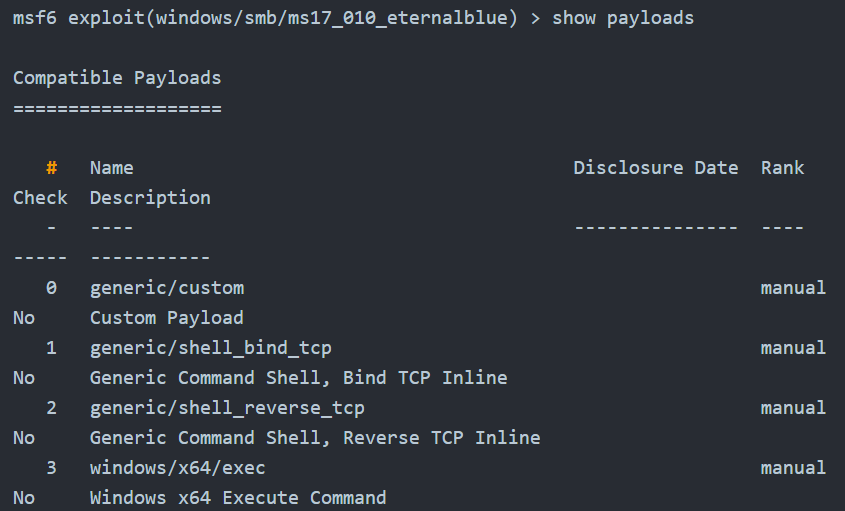 msf6 exploit(windows/smb/ms17_010_eternalblue) > show payloads
Compatible Payloads
===================
# Name Disclosure Date Rank
Check Description
- ---- --------------- ----
----- -----------
0 generic/custom manual
No Custom Payload
1 generic/shell_bind_tcp manual
No Generic Command Shell, Bind TCP Inline
2 generic/shell_reverse_tcp manual
No Generic Command Shell, Reverse TCP Inline
3 windows/x64/exec manual
No Windows x64 Execute Command